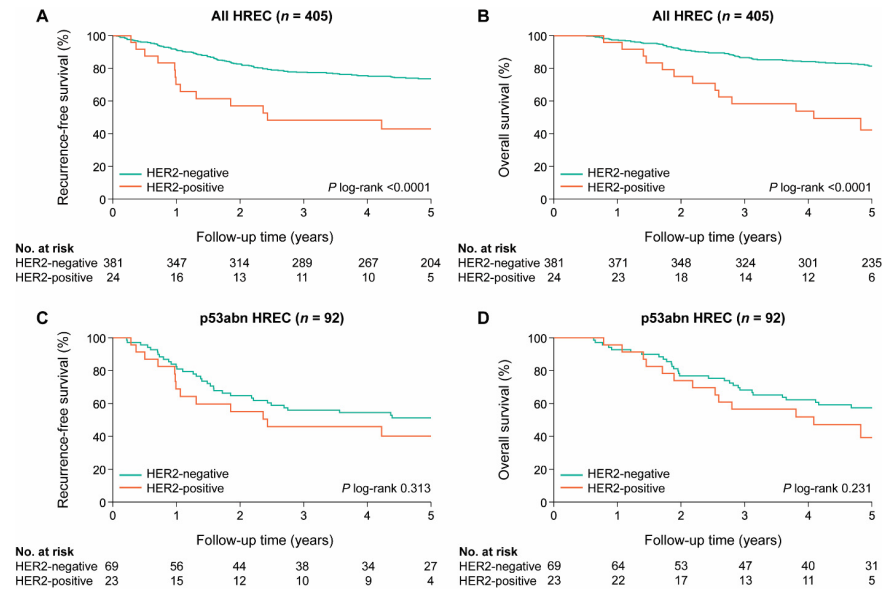 A
All HREC (n = 405)
Recurrence-free survival (%)
100
80
60
40
20
0
HER2-negative
HER2-positive
P log-rank <0.0001
0 1 2 3 4 5
Follow-up time (years)
No. at risk
HER2-negative 381 347 314 289 267 204
HER2-positive 24 16 13 11 10 5
B
All HREC (n = 405)
Overall survival (%)
100
80
60
40
20
0
HER2-negative
HER2-positive
P log-rank <0.0001
0 1 2 3 4 5
Follow-up time (years)
No. at risk
HER2-negative 381 371 348 324 301 235
HER2-positive 24 23 18 14 12 6
C
p53abn HREC (n = 92)
Recurrence-free survival (%)
100
80
60
40
20
0
HER2-negative
HER2-positive
P log-rank 0.313
0 1 2 3 4 5
Follow-up time (years)
No. at risk
HER2-negative 69 56 44 38 34 27
HER2-positive 23 15 12 10 9 4
D
p53abn HREC (n = 92)
Overall survival (%)
100
80
60
40
20
0
HER2-negative
HER2-positive
P log-rank 0.231
0 1 2 3 4 5
Follow-up time (years)
No. at risk
HER2-negative 69 64 53 47 40 31
HER2-positive 23 22 17 13 11 5